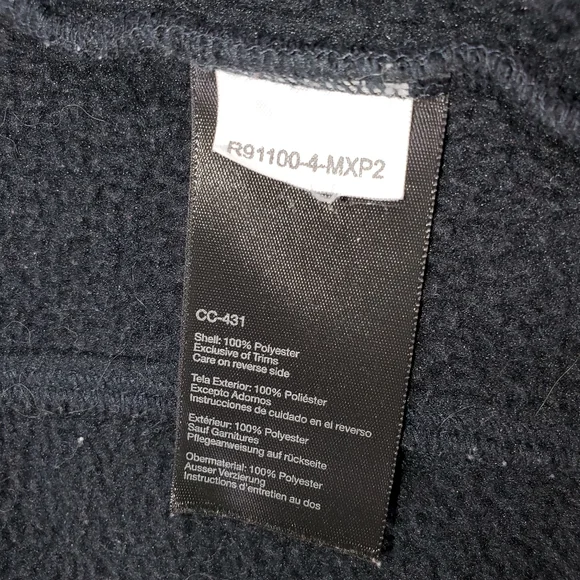 R91100-4-MXP2
CC-431
Shell: 100% Polyester
Exclusive of Trims
Care on reverse side
Tela Exterior: 100% Poliéster
Excepto Adornos
Instrucciones de cuidado en el reverso
Extérieur: 100% Polyester
Sauf Garnitures
Pflegeanweisung auf rückseite
Obermaterial: 100% Polyester
Ausser Verzierung
Instructions d'entretien au dos